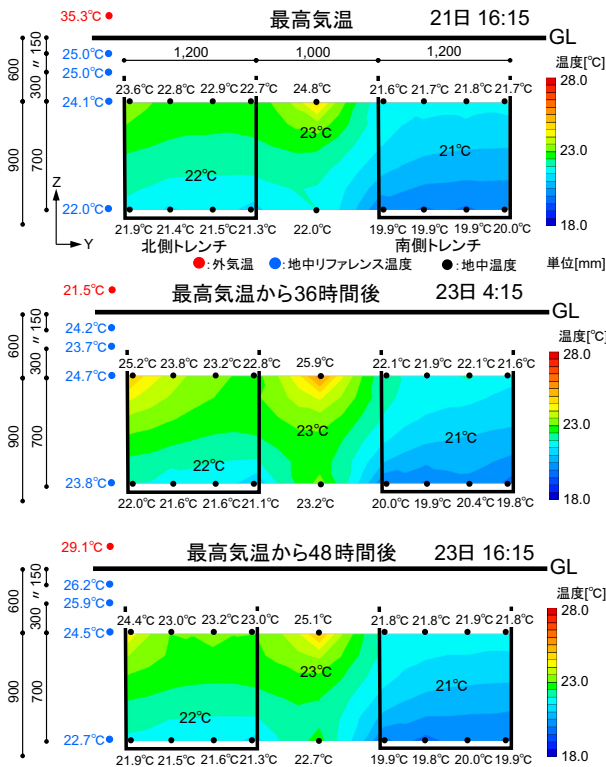 35.3℃ 最高気温 21日 16:15
GL
150
600
〃
300
900
700
1,200 1,000 1,200
25.0℃
25.0℃
24.1℃
23.6℃ 22.8℃ 22.9℃ 22.7℃ 24.8℃ 21.6℃ 21.7℃ 21.8℃ 21.7℃
23℃
22℃
21℃
22.0℃
21.9℃ 21.4℃ 21.5℃ 21.3℃ 22.0℃ 19.9℃ 19.9℃ 19.9℃ 20.0℃
Z
Y
北側トレンチ 南側トレンチ
温度[℃]
28.0
23.0
18.0
●:外気温 ●:地中リファレンス温度 ●:地中温度 単位[mm]
21.5℃ 最高気温から36時間後 23日 4:15
GL
150
600
〃
300
900
700
24.2℃
23.7℃
24.7℃
25.2℃ 23.8℃ 23.2℃ 22.8℃ 25.9℃ 22.1℃ 21.9℃ 22.1℃ 21.6℃
23℃
22℃
21℃
23.8℃
22.0℃ 21.6℃ 21.6℃ 21.1℃ 23.2℃ 20.0℃ 19.9℃ 20.4℃ 19.8℃
温度[℃]
28.0
23.0
18.0
29.1℃ 最高気温から48時間後 23日 16:15
GL
150
600
〃
300
900
700
26.2℃
25.9℃
24.5℃
24.4℃ 23.0℃ 23.2℃ 23.0℃ 25.1℃ 21.8℃ 21.8℃ 21.9℃ 21.8℃
23℃
22℃
21℃
22.7℃
21.9℃ 21.5℃ 21.6℃ 21.3℃ 22.7℃ 19.9℃ 19.8℃ 20.0℃ 19.9℃
温度[℃]
28.0
23.0
18.0